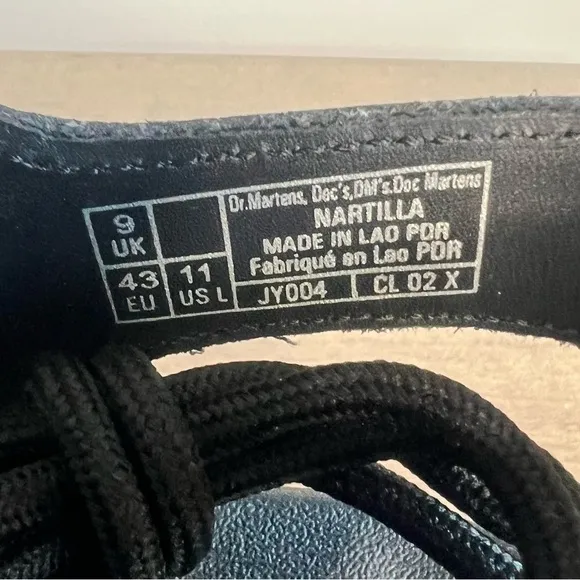 Dr.Martens, Doc's,DM's.Doc Martens
NARTILLA
MADE IN LAO PDR
Fabriqué en Lao PDR
9
UK
43
EU
11
US L
JY004
CL 02 X